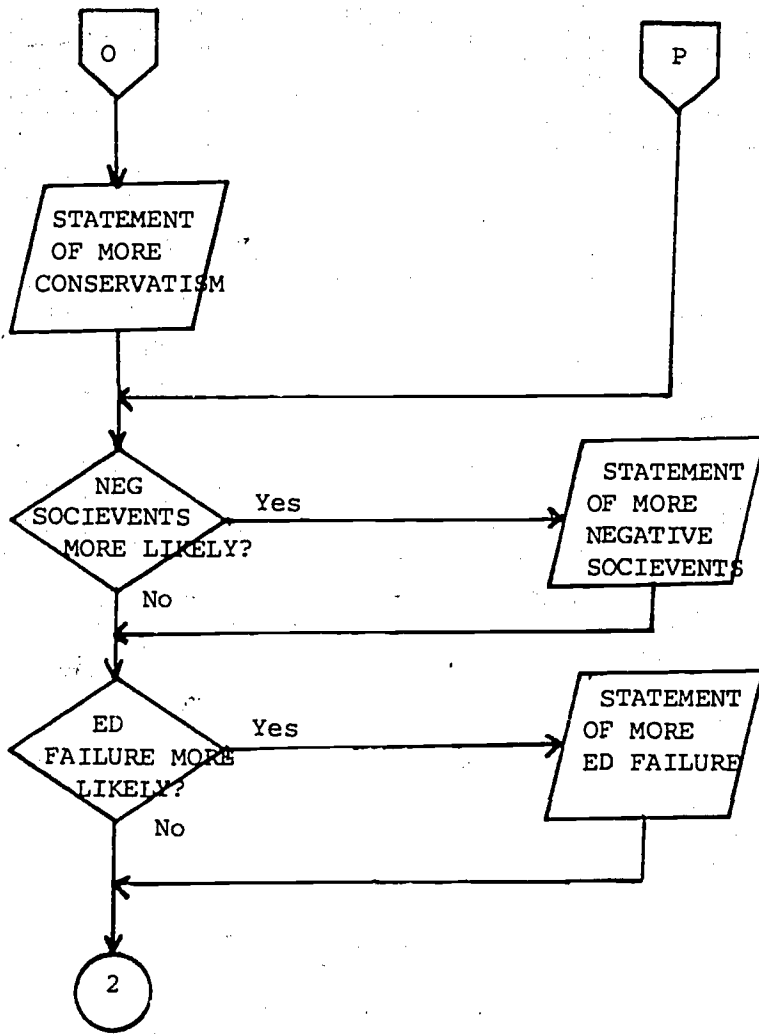 O
P
STATEMENT
OF MORE
CONSERVATISM
NEG
SOCIEVENTS
MORE LIKELY?
Yes
STATEMENT
OF MORE
NEGATIVE
SOCIEVENTS
No
ED
FAILURE MORE
LIKELY?
Yes
STATEMENT
OF MORE
ED FAILURE
No
2